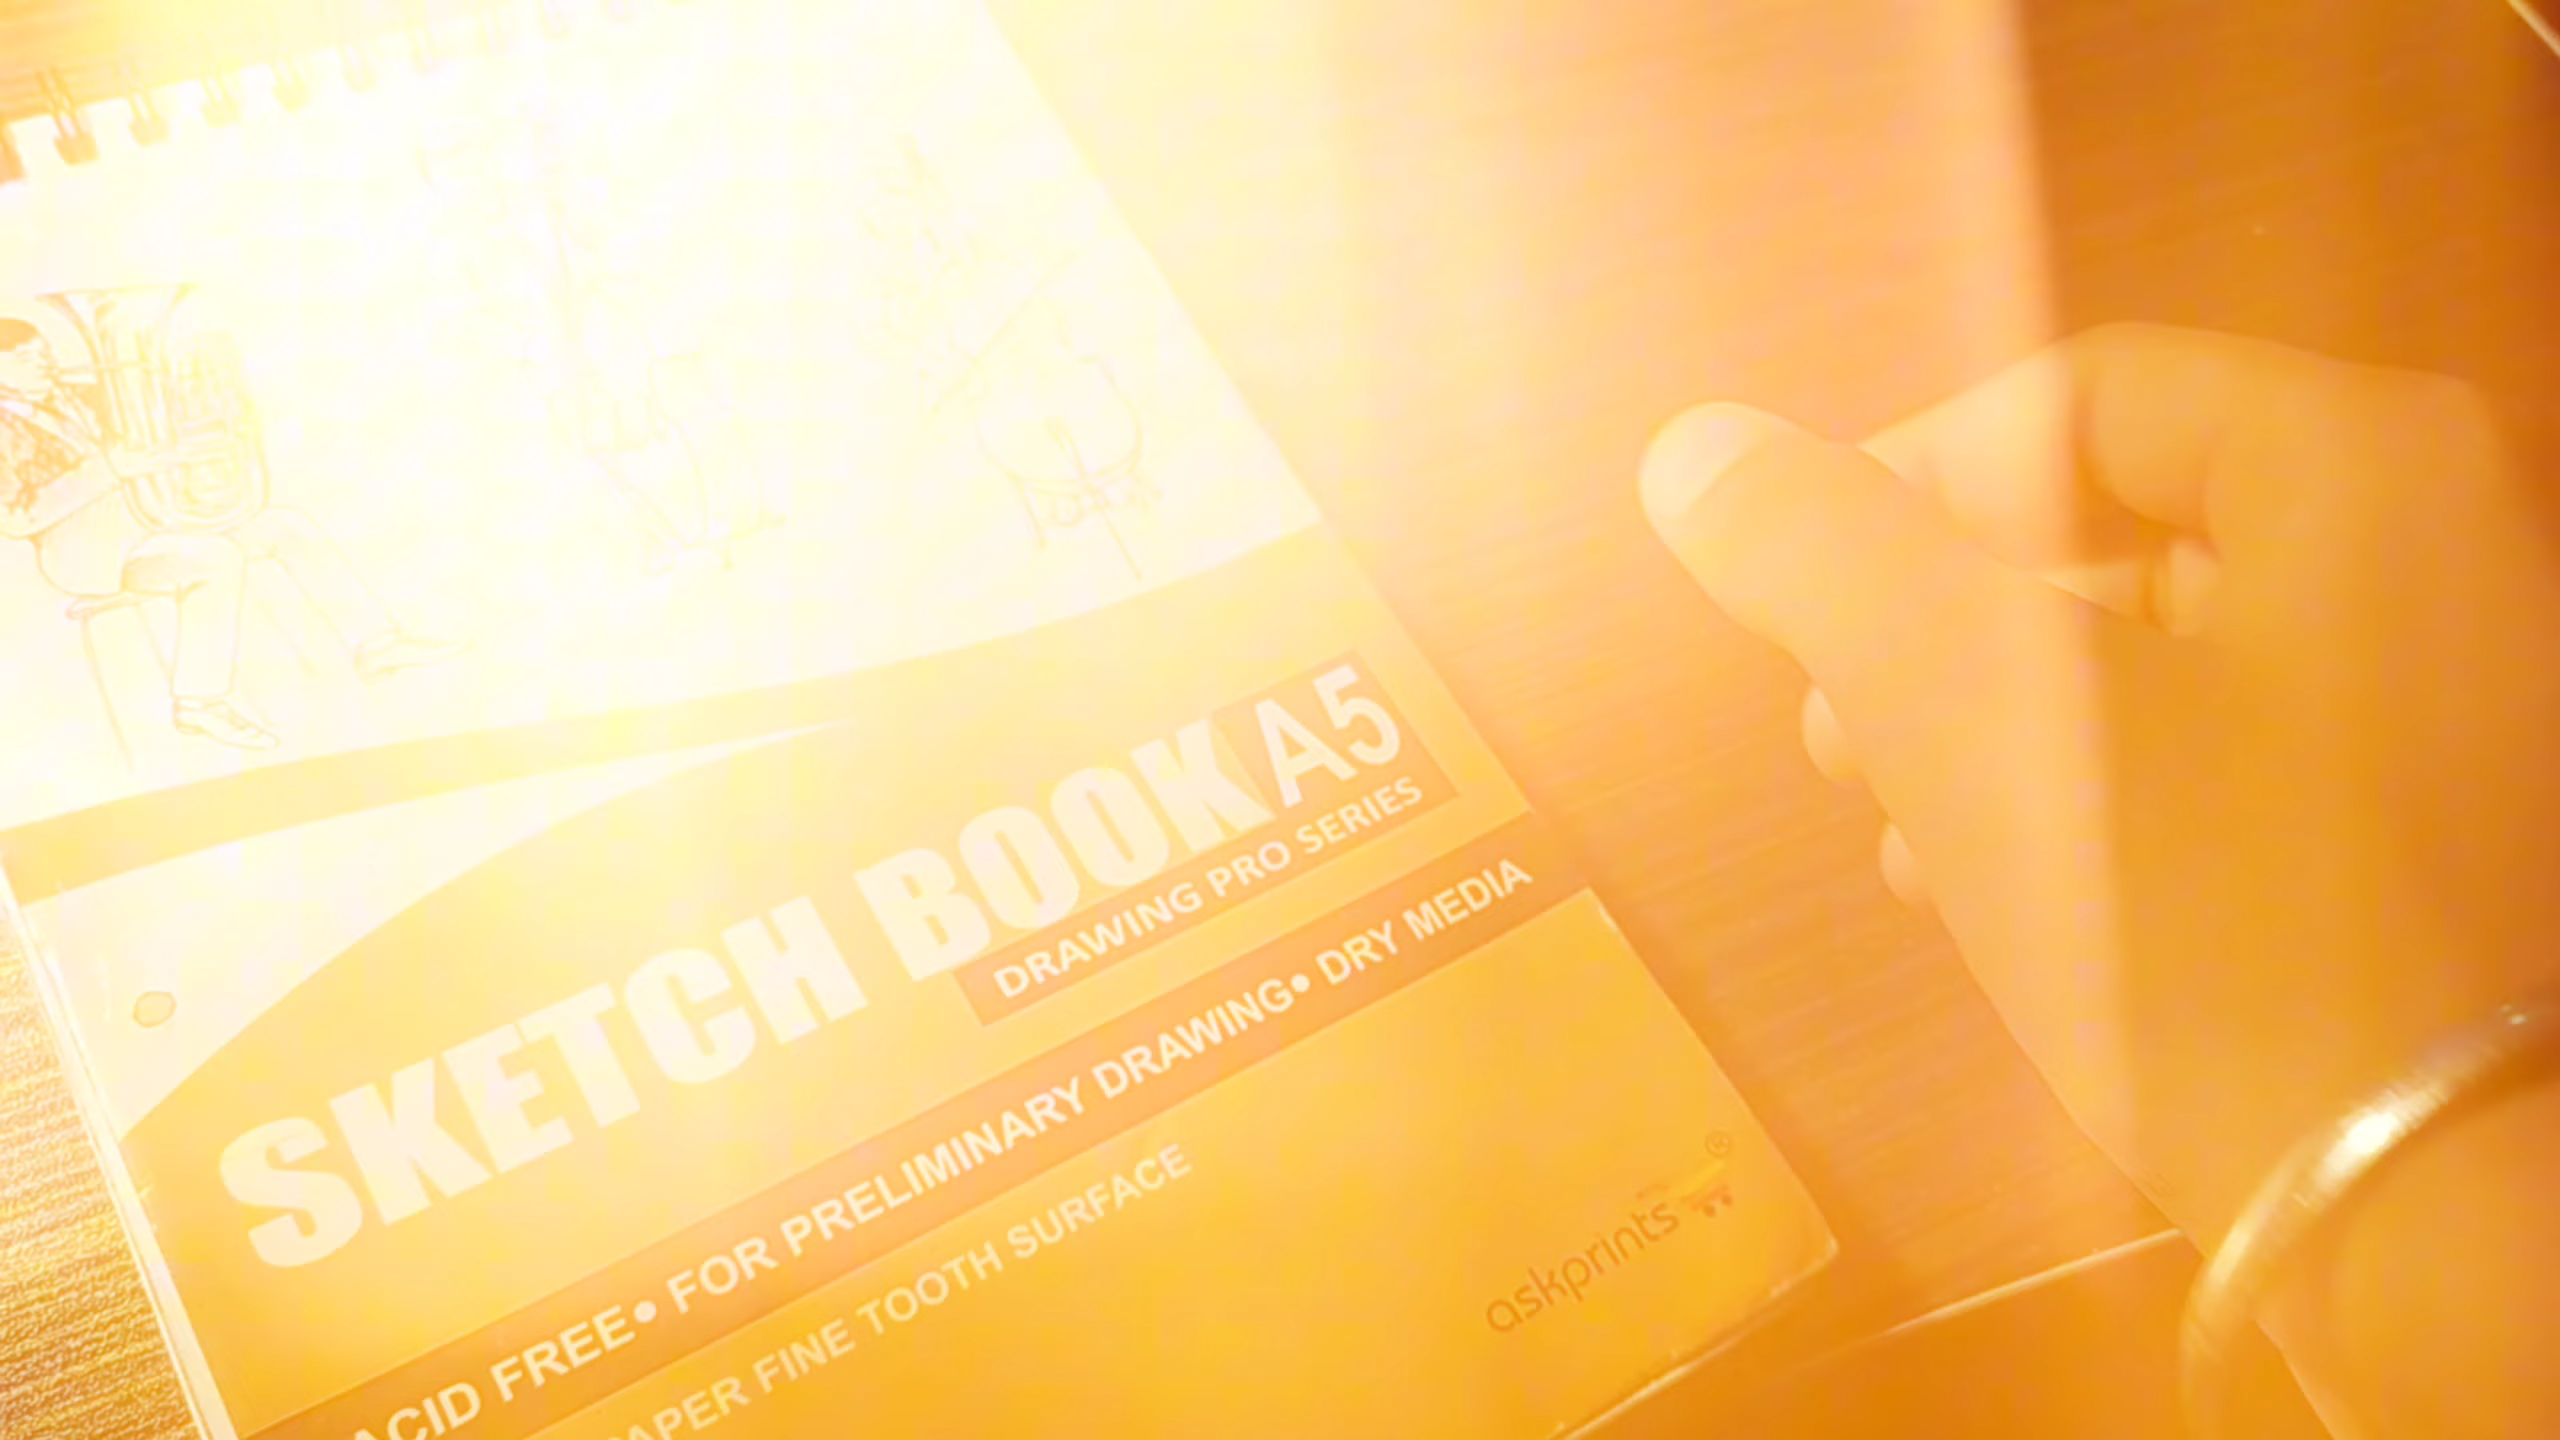 SKETCH BOOK A5
DRAWING PRO SERIES
ACID FREE • FOR PRELIMINARY DRAWING • DRY MEDIA
PAPER FINE TOOTH SURFACE
askprints ®